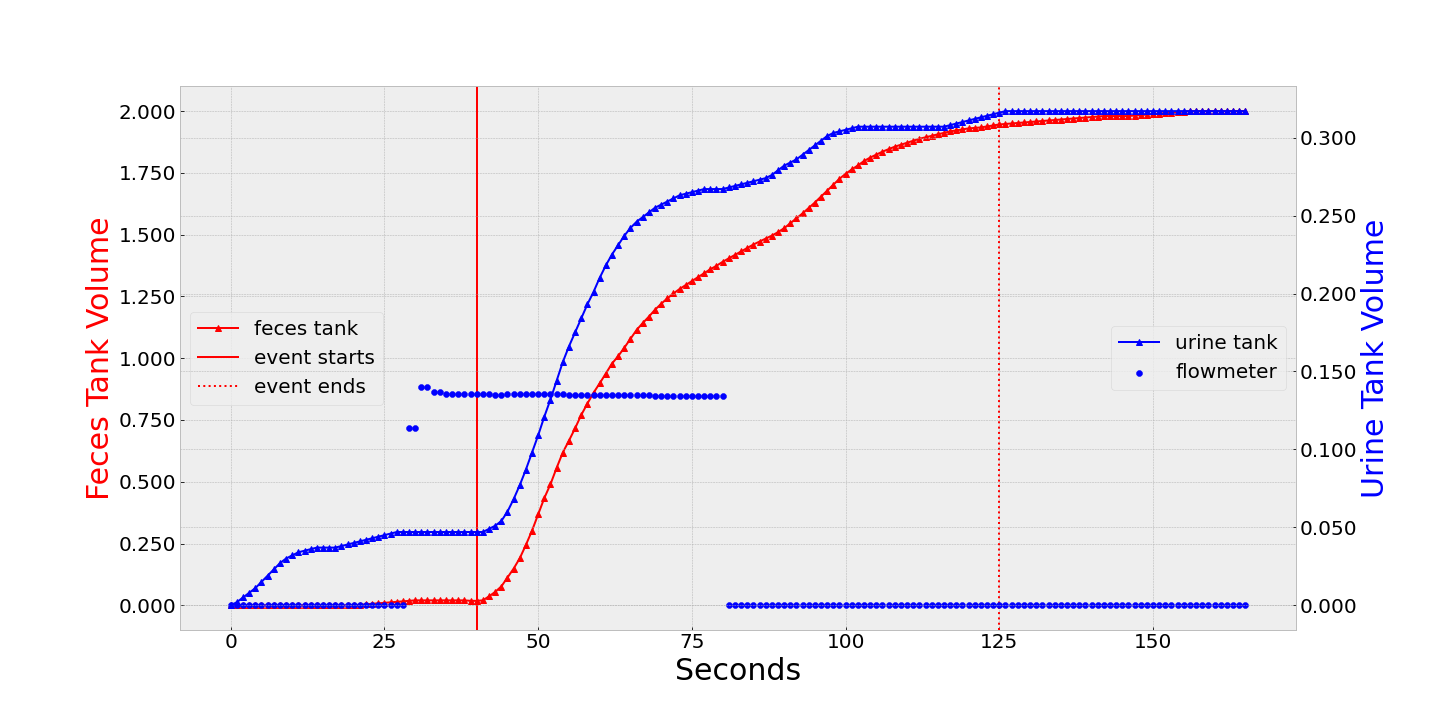 Feces Tank Volume
2.000
1.750
1.500
1.250
1.000
0.750
0.500
0.250
0.000
feces tank
event starts
event ends
urine tank
flowmeter
0.300
0.250
0.200
0.150
0.100
0.050
0.000
Urine Tank Volume
0 25 50 75 100 125 150
Seconds